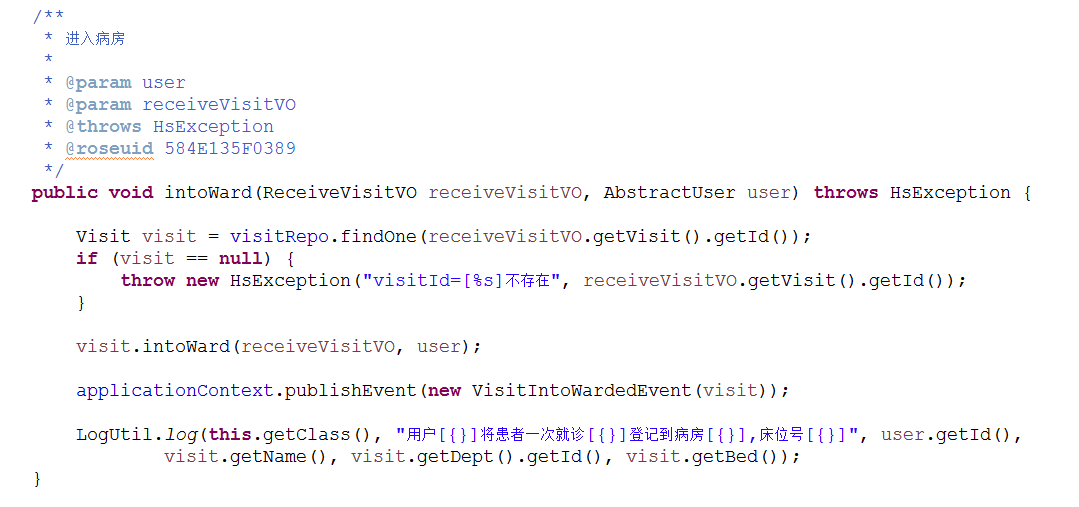 /**
 * 进入病房
 *
 * @param user
 * @param receiveVisitVO
 * @throws HsException
 * @roseuid 584E135F0389
 */
public void intoWard(ReceiveVisitVO receiveVisitVO, AbstractUser user) throws HsException {
    Visit visit = visitRepo.findOne(receiveVisitVO.getVisit().getId());
    if (visit == null) {
        throw new HsException("visitId=[%s]不存在", receiveVisitVO.getVisit().getId());
    }
    visit.intoWard(receiveVisitVO, user);
    applicationContext.publishEvent(new VisitIntoWardedEvent(visit));
    LogUtil.log(this.getClass(), "用户[{}]将患者一次就诊[{}]登记到病房[{}],床位号[{}]", user.getId(),
            visit.getName(), visit.getDept().getId(), visit.getBed());
}